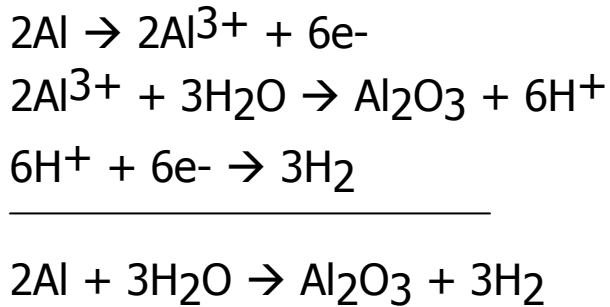 2Al → 2Al³⁺ + 6e-
2Al³⁺ + 3H₂O → Al₂O₃ + 6H⁺
6H⁺ + 6e- → 3H₂
2Al + 3H₂O → Al₂O₃ + 3H₂